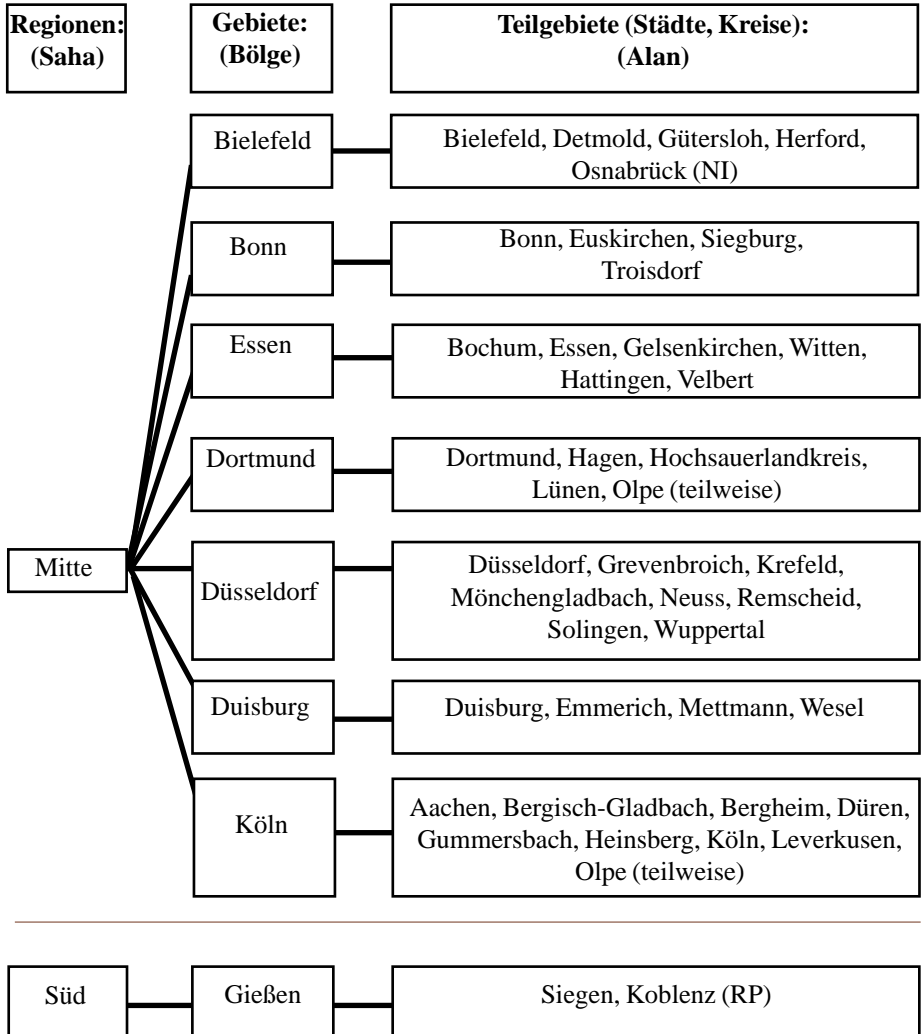 Regionen:
(Saha)
Gebiete:
(Bölge)
Teilgebiete (Städte, Kreise):
(Alan)
Bielefeld
Bielefeld, Detmold, Gütersloh, Herford,
Osnabrück (NI)
Bonn
Bonn, Euskirchen, Siegburg,
Troisdorf
Essen
Bochum, Essen, Gelsenkirchen, Witten,
Hattingen, Velbert
Dortmund
Dortmund, Hagen, Hochsauerlandkreis,
Lünen, Olpe (teilweise)
Mitte
Düsseldorf
Düsseldorf, Grevenbroich, Krefeld,
Mönchengladbach, Neuss, Remscheid,
Solingen, Wuppertal
Duisburg
Duisburg, Emmerich, Mettmann, Wesel
Köln
Aachen, Bergisch-Gladbach, Bergheim, Düren,
Gummersbach, Heinsberg, Köln, Leverkusen,
Olpe (teilweise)
Süd
Gießen
Siegen, Koblenz (RP)